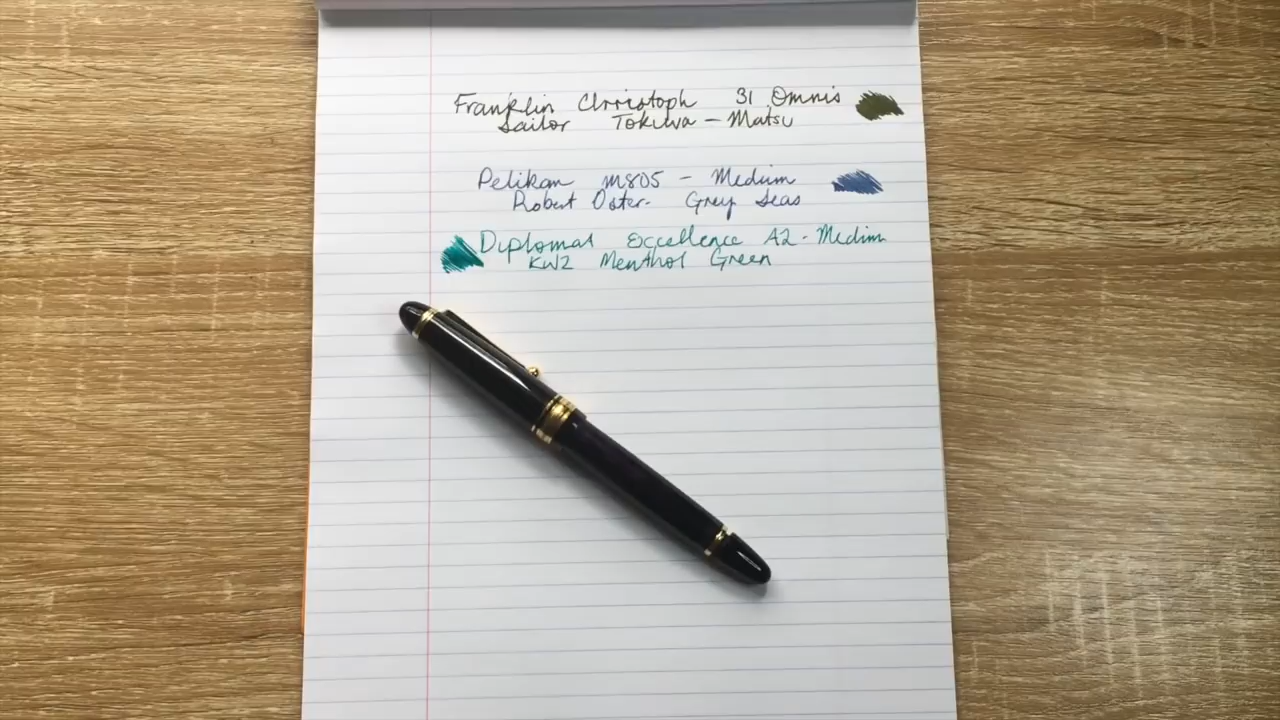 Franklin Christoph 31 Omnis
Sailor Tokiwa - Matsu
Pelikan M805 - Medium
Robert Oster - Grey Seas
Diplomat Excellence A2 - Medium
KWZ Menthol Green